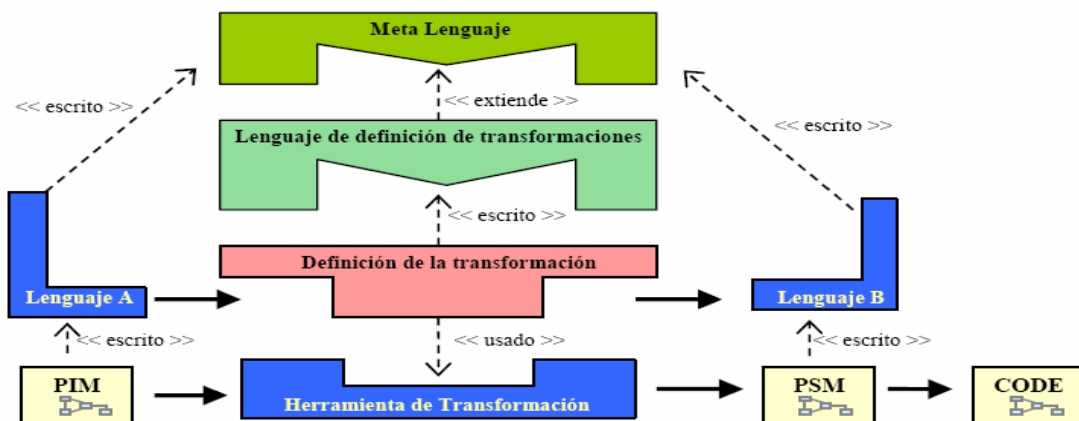 Meta Lenguaje
<< escrito >>
<< extiende >>
<< escrito >>
Lenguaje de definición de transformaciones
<< escrito >>
Definición de la transformación
Lenguaje A
Lenguaje B
<< escrito >>
<< usado >>
<< escrito >>
PIM
Herramienta de Transformación
PSM
CODE